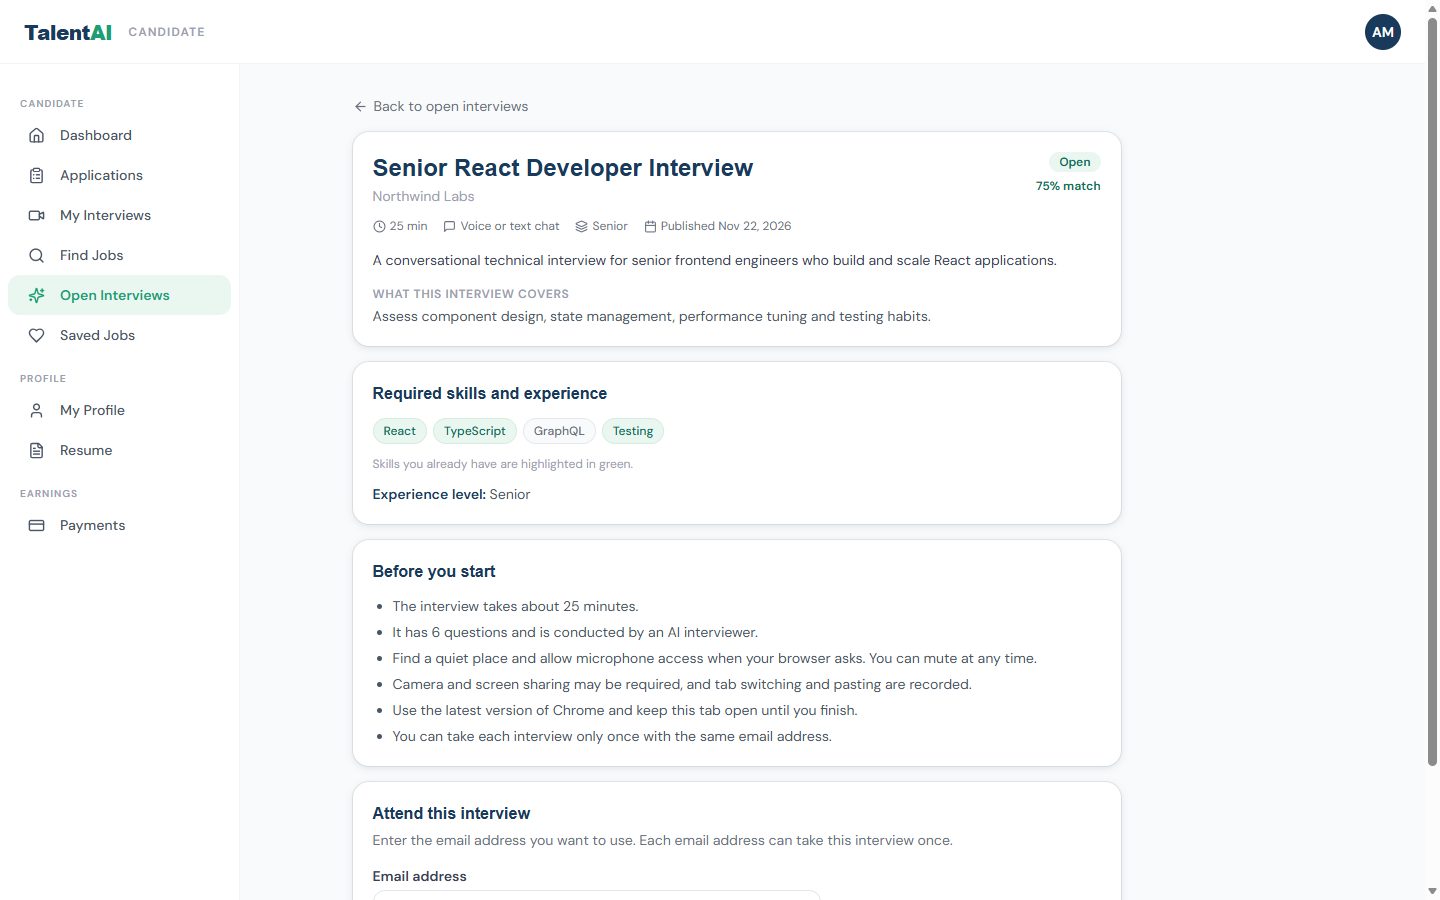 TalentAI CANDIDATE
AM
CANDIDATE
Dashboard
Applications
My Interviews
Find Jobs
Open Interviews
Saved Jobs
PROFILE
My Profile
Resume
EARNINGS
Payments
Back to open interviews
Senior React Developer Interview
Open
Northwind Labs
75% match
25 min Voice or text chat Senior Published Nov 22, 2026
A conversational technical interview for senior frontend engineers who build and scale React applications.
WHAT THIS INTERVIEW COVERS
Assess component design, state management, performance tuning and testing habits.
Required skills and experience
React TypeScript GraphQL Testing
Skills you already have are highlighted in green.
Experience level: Senior
Before you start
The interview takes about 25 minutes.
It has 6 questions and is conducted by an AI interviewer.
Find a quiet place and allow microphone access when your browser asks. You can mute at any time.
Camera and screen sharing may be required, and tab switching and pasting are recorded.
Use the latest version of Chrome and keep this tab open until you finish.
You can take each interview only once with the same email address.
Attend this interview
Enter the email address you want to use. Each email address can take this interview once.
Email address